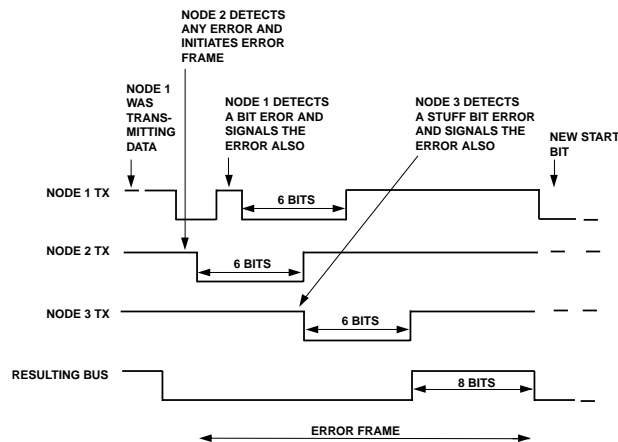 NODE 2 DETECTS
ANY ERROR AND
INITIATES ERROR
FRAME
NODE 1
WAS
TRANS-
MITTING
DATA
NODE 1 DETECTS
A BIT EROR AND
SIGNALS THE
ERROR ALSO
NODE 3 DETECTS
A STUFF BIT ERROR
AND SIGNALS THE
ERROR ALSO
NEW START
BIT
NODE 1 TX
6 BITS
NODE 2 TX
6 BITS
NODE 3 TX
6 BITS
RESULTING BUS
8 BITS
ERROR FRAME